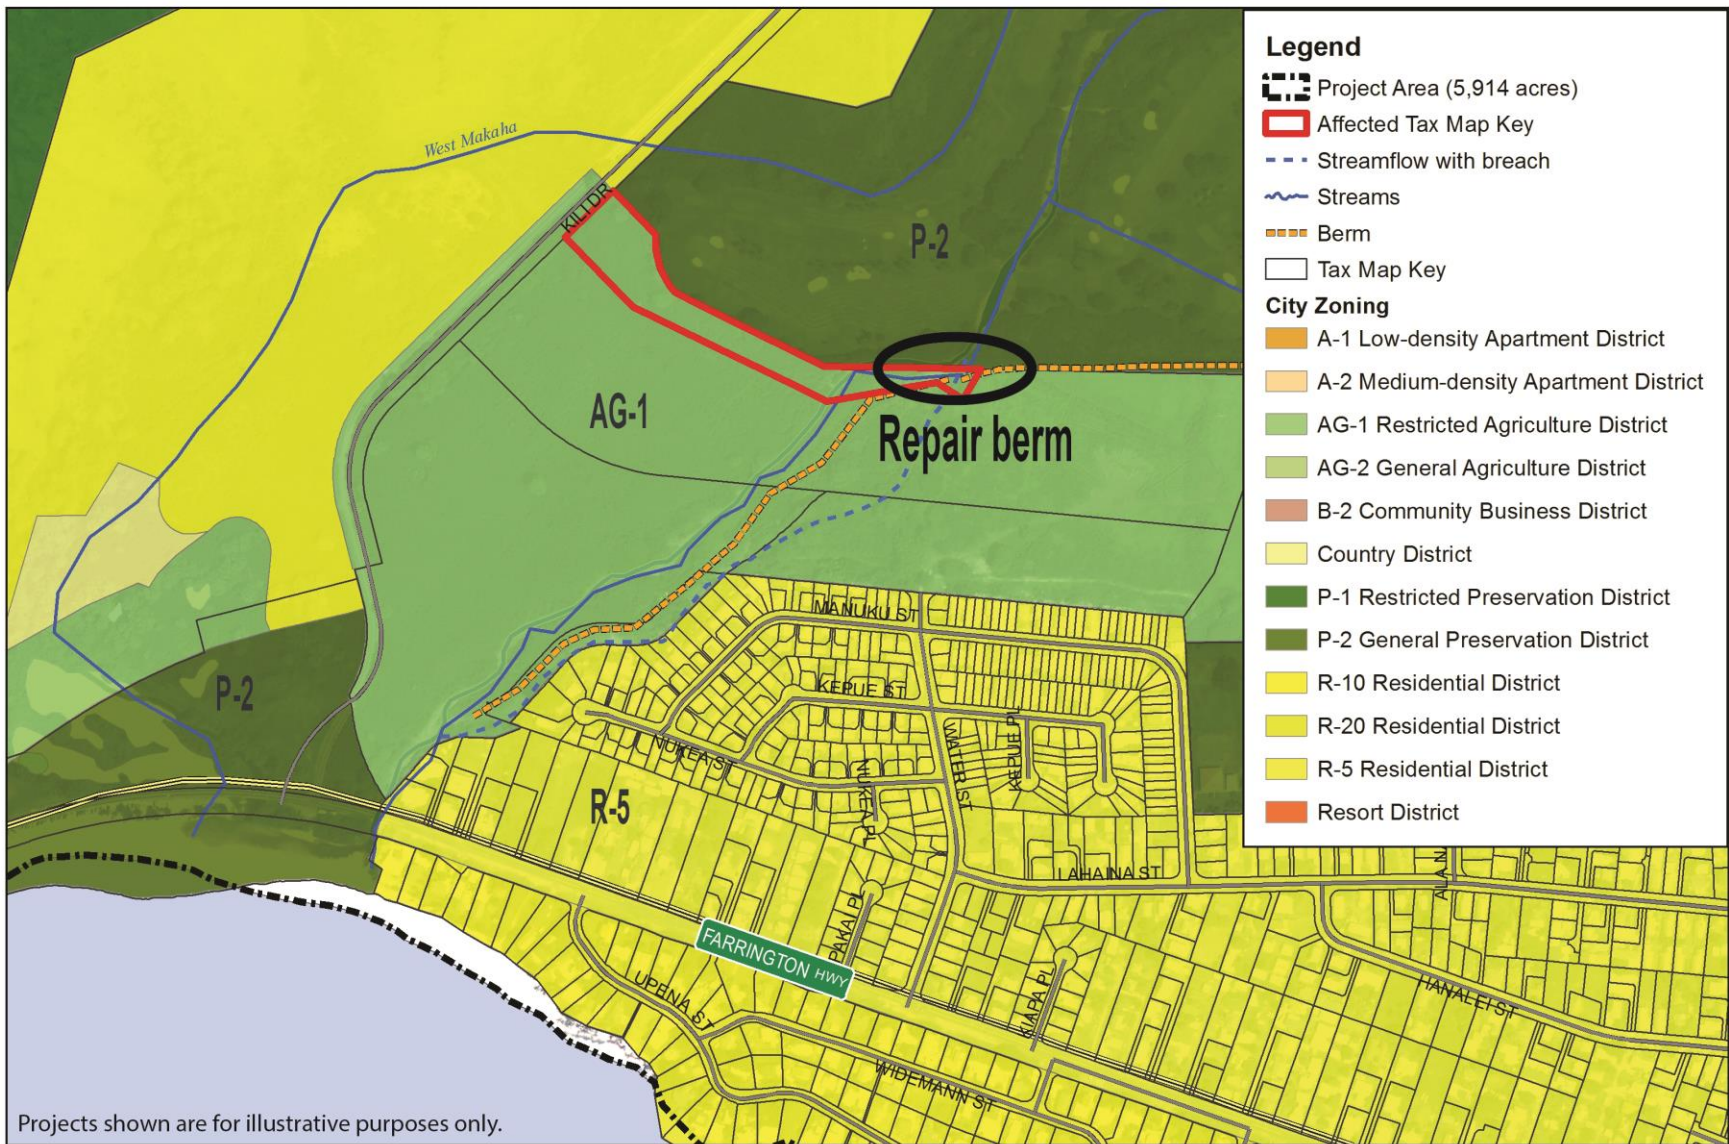 West Makaha
KILI DR
P-2
AG-1
Repair berm
P-2
R-5
MANUKU ST
KEPUE ST
NUKEA ST
NUKEA PL
WATER ST
KEPUE PL
LAHAINA ST
PAKA PL
FARRINGTON HWY
UPENA ST
KIAPA PL
WIDEMANN ST
HANALEI ST
Projects shown are for illustrative purposes only.
Legend
Project Area (5,914 acres)
Affected Tax Map Key
Streamflow with breach
Streams
Berm
Tax Map Key
City Zoning
A-1 Low-density Apartment District
A-2 Medium-density Apartment District
AG-1 Restricted Agriculture District
AG-2 General Agriculture District
B-2 Community Business District
Country District
P-1 Restricted Preservation District
P-2 General Preservation District
R-10 Residential District
R-20 Residential District
R-5 Residential District
Resort District